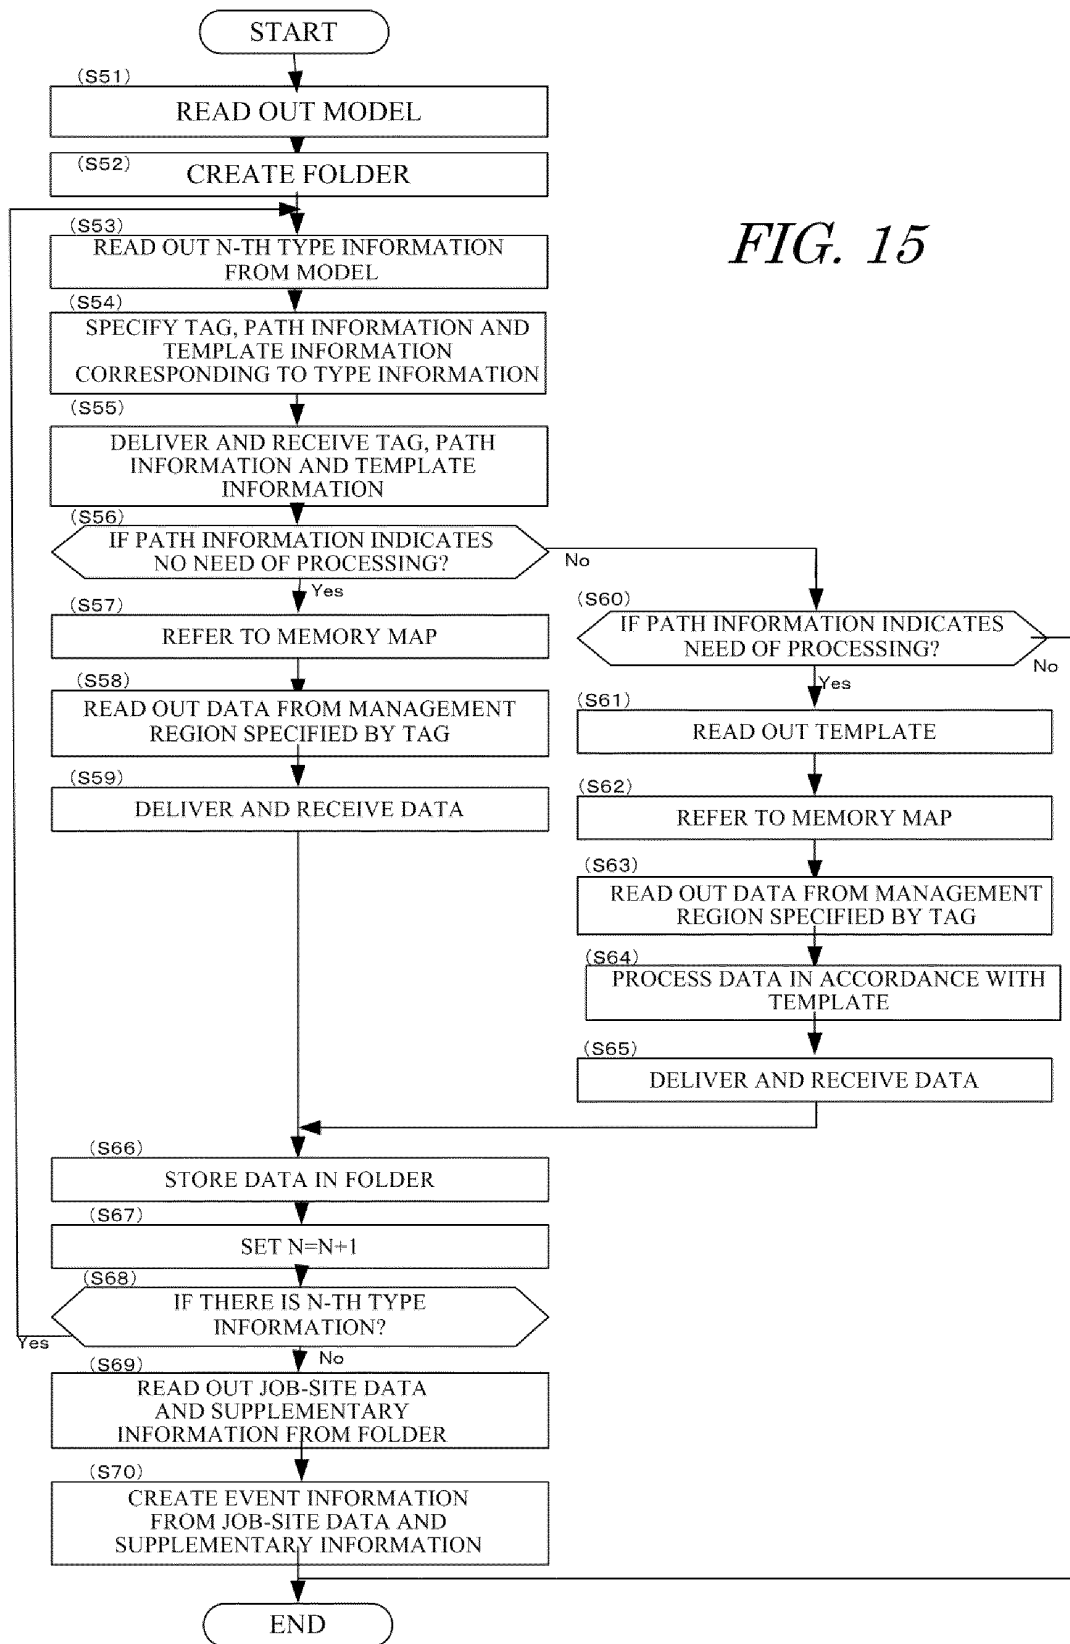 START
(S51)
READ OUT MODEL
(S52)
CREATE FOLDER
(S53)
READ OUT N-TH TYPE INFORMATION
FROM MODEL
FIG. 15
(S54)
SPECIFY TAG, PATH INFORMATION AND
TEMPLATE INFORMATION
CORRESPONDING TO TYPE INFORMATION
(S55)
DELIVER AND RECEIVE TAG, PATH
INFORMATION AND TEMPLATE
INFORMATION
(S56)
IF PATH INFORMATION INDICATES
NO NEED OF PROCESSING?
No
Yes
(S57)
REFER TO MEMORY MAP
(S58)
READ OUT DATA FROM MANAGEMENT
REGION SPECIFIED BY TAG
(S59)
DELIVER AND RECEIVE DATA
(S60)
IF PATH INFORMATION INDICATES
NEED OF PROCESSING?
No
Yes
(S61)
READ OUT TEMPLATE
(S62)
REFER TO MEMORY MAP
(S63)
READ OUT DATA FROM MANAGEMENT
REGION SPECIFIED BY TAG
(S64)
PROCESS DATA IN ACCORDANCE WITH
TEMPLATE
(S65)
DELIVER AND RECEIVE DATA
(S66)
STORE DATA IN FOLDER
(S67)
SET N=N+1
(S68)
IF THERE IS N-TH TYPE
INFORMATION?
Yes
No
(S69)
READ OUT JOB-SITE DATA
AND SUPPLEMENTARY
INFORMATION FROM FOLDER
(S70)
CREATE EVENT INFORMATION
FROM JOB-SITE DATA AND
SUPPLEMENTARY INFORMATION
END